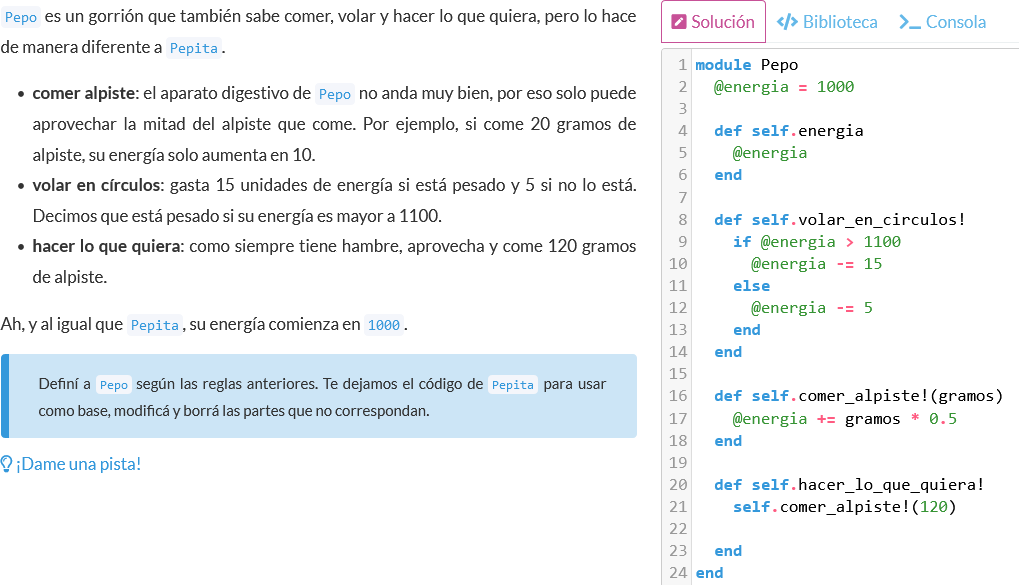 Pepo es un gorrión que también sabe comer, volar y hacer lo que quiera, pero lo hace
de manera diferente a Pepita.
• comer alpiste: el aparato digestivo de Pepo no anda muy bien, por eso solo puede
aprovechar la mitad del alpiste que come. Por ejemplo, si come 20 gramos de
alpiste, su energía solo aumenta en 10.
• volar en círculos: gasta 15 unidades de energía si está pesado y 5 si no lo está.
Decimos que está pesado si su energía es mayor a 1100.
• hacer lo que quiera: como siempre tiene hambre, aprovecha y come 120 gramos
de alpiste.
Ah, y al igual que Pepita, su energía comienza en 1000.
Definí a Pepo según las reglas anteriores. Te dejamos el código de Pepita para usar
como base, modificá y borrá las partes que no correspondan.
¡Dame una pista!
Solución </> Biblioteca >_ Consola
1 module Pepo
2   @energia = 1000
3
4   def self.energia
5     @energia
6   end
7
8   def self.volar_en_circulos!
9     if @energia > 1100
10       @energia -= 15
11     else
12       @energia -= 5
13     end
14   end
15
16   def self.comer_alpiste!(gramos)
17     @energia += gramos * 0.5
18   end
19
20   def self.hacer_lo_que_quiera!
21     self.comer_alpiste!(120)
22
23   end
24 end